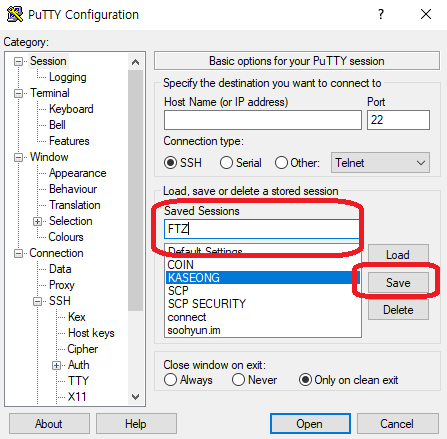 PuTTY Configuration
Category:
Session
Logging
Terminal
Keyboard
Bell
Features
Window
Appearance
Behaviour
Translation
Selection
Colours
Connection
Data
Proxy
SSH
Kex
Host keys
Cipher
Auth
TTY
X11
Basic options for your PuTTY session
Specify the destination you want to connect to
Host Name (or IP address) Port
22
Connection type:
SSH Serial Other: Telnet
Load, save or delete a stored session
Saved Sessions
FTZ
Default Settings
COIN
KASEONG
SCP
SCP SECURITY
connect
soohyun.im
Load
Save
Delete
Close window on exit:
Always Never Only on clean exit
About Help Open Cancel